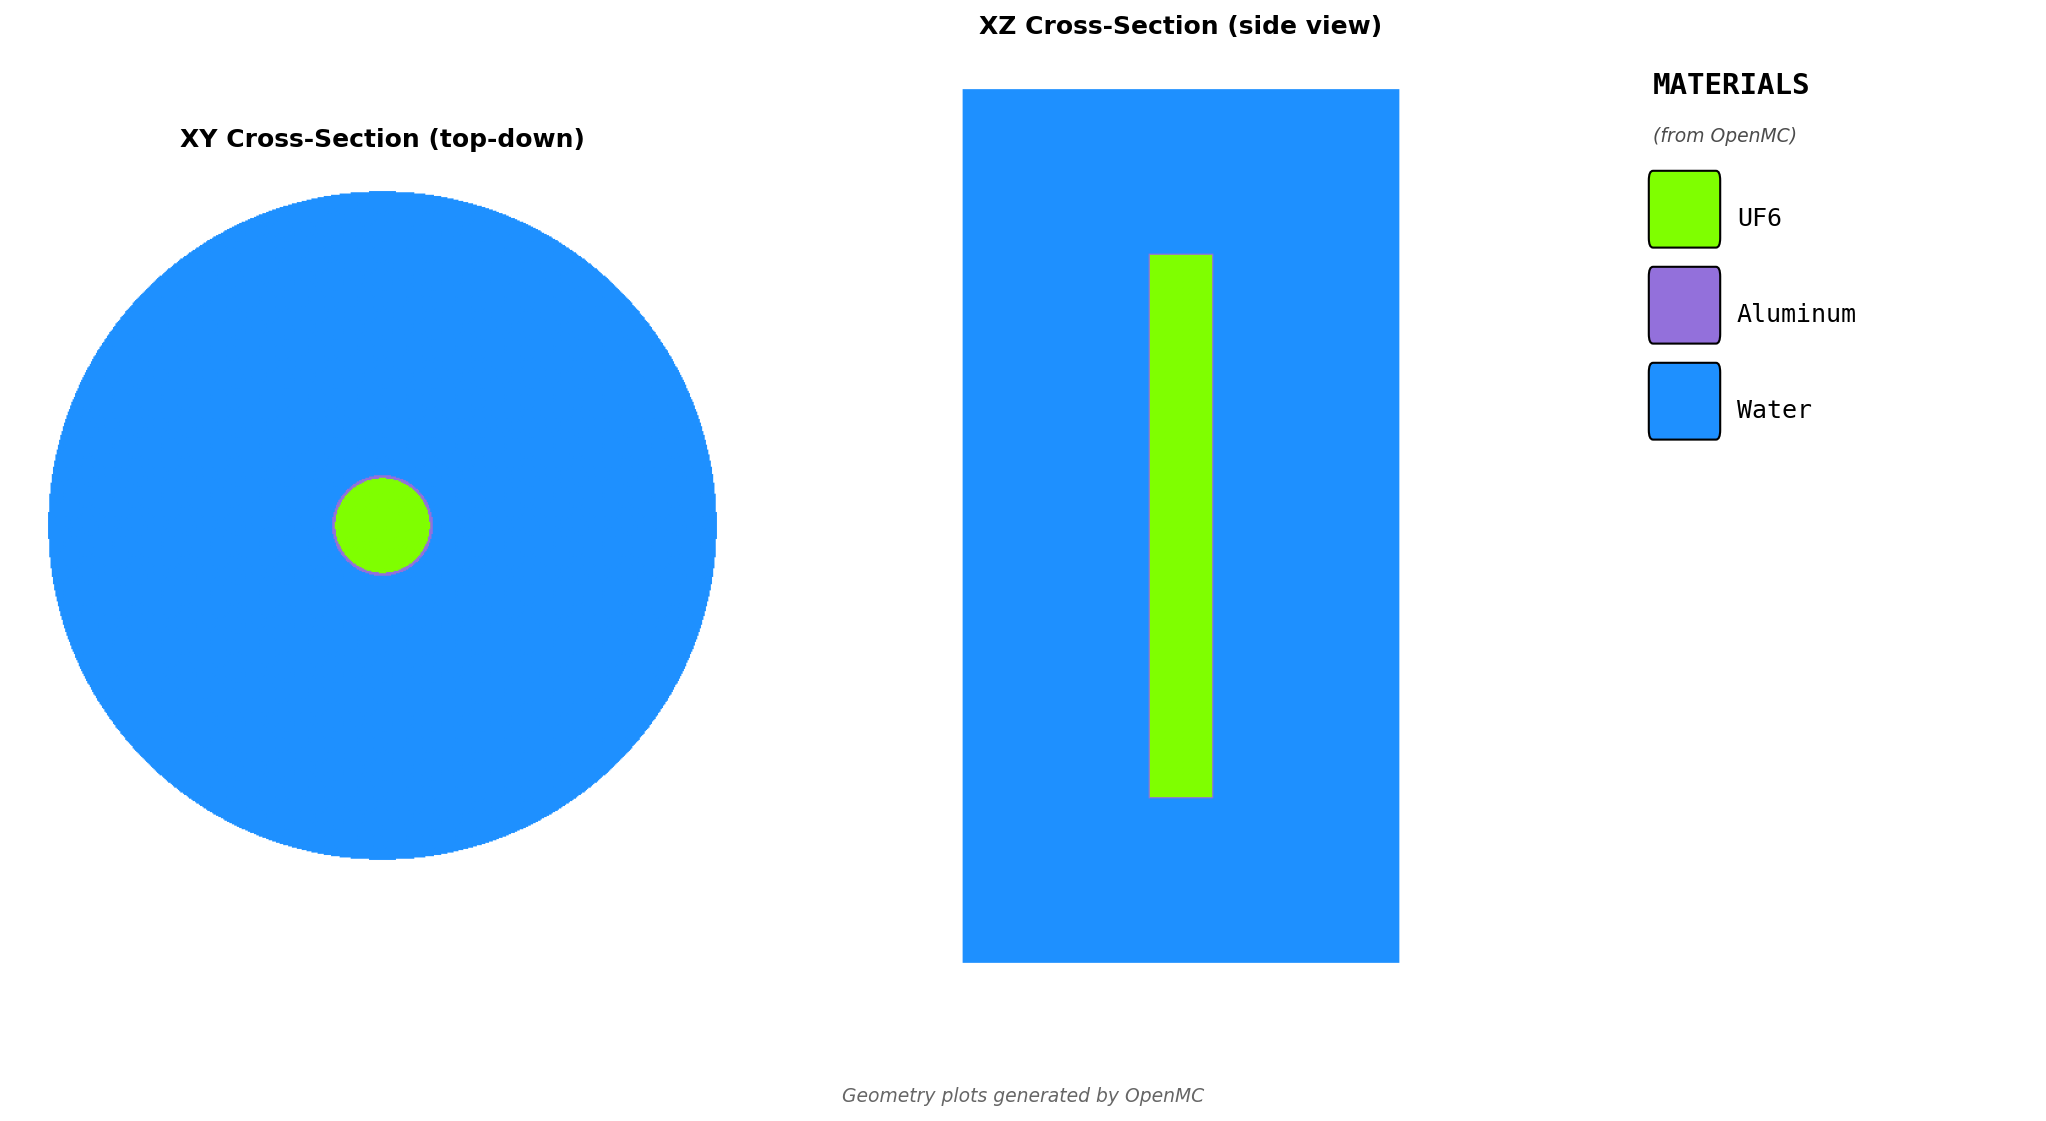 XY Cross-Section (top-down)
XZ Cross-Section (side view)
MATERIALS
(from OpenMC)
UF6
Aluminum
Water
Geometry plots generated by OpenMC